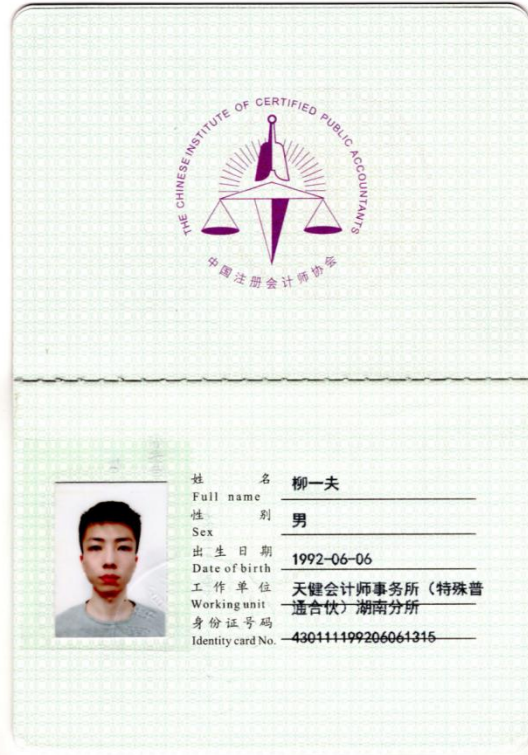 THE CHINESE INSTITUTE OF CERTIFIED PUBLIC ACCOUNTANTS
中国注册会计师协会
姓名 柳一夫
Full name
性别 男
Sex
出生日期 1992-06-06
Date of birth
工作单位 天健会计师事务所（特殊普
Working unit 通合伙）湖南分所
身份证号码
Identity card No. 430111199206061315